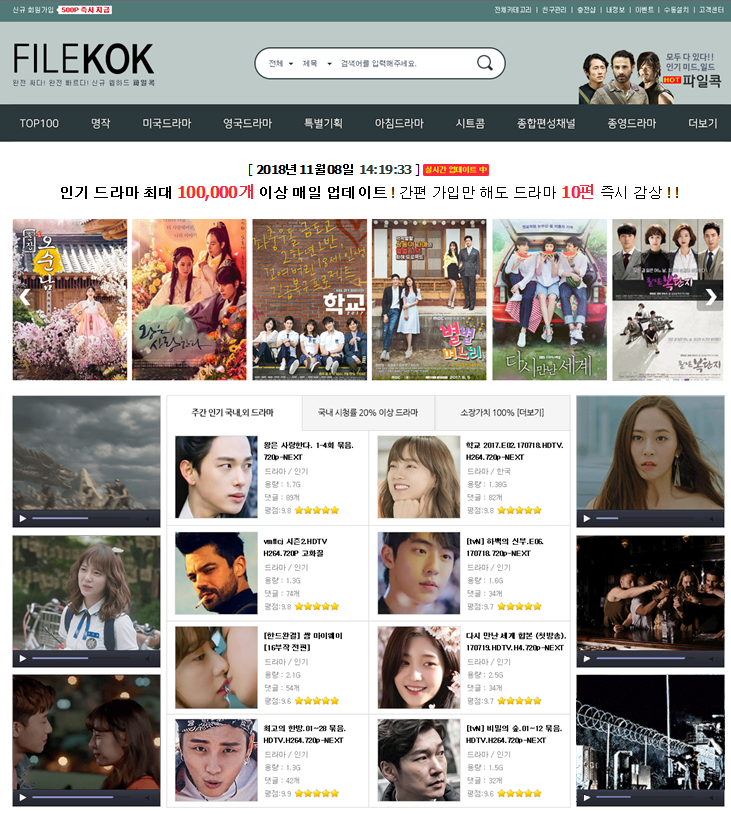 신규 회원가입 500P 즉시 지급
전체카테고리 | 친구관리 | 충전샵 | 내정보 | 이벤트 | 수동설치 | 고객센터
FILEKOK
완전 싸다! 완전 빠르다! 신규 웹하드 파일콕
전체 제목 검색어를 입력해주세요.
모두 다 있다!!
인기 미드,일드
HOT 파일콕
TOP100 명작 미국드라마 영국드라마 특별기획 아침드라마 시트콤 종합편성채널 종영드라마 더보기
[ 2018년 11월 08일 14:19:33 ] 실시간 업데이트 中
인기 드라마 최대 100,000개 이상 매일 업데이트! 간편 가입만 해도 드라마 10편 즉시 감상 !!
왕은
사랑한다
학교
2017
별별
며느리
다시만난세계
주간 인기 국내,외 드라마 국내 시청률 20% 이상 드라마 소장가치 100% [더보기]
왕은 사랑한다. 1-4회 묶음.
720p-NEXT
드라마 / 인기
용량 : 1.7G
댓글 : 89개
평점:9.8
학교 2017.E02.170718.HDTV.
H264.720p-NEXT
드라마 / 한국
용량 : 1.38G
댓글 : 82개
평점:9.8
시즌2.HDTV
H264.720P 고화질
드라마 / 인기
용량 : 1.3G
댓글 : 74개
평점:9.8
[tvN] 하백의 신부.E06.
170718.720p-NEXT
드라마 / 인기
용량 : 1.6G
댓글 : 34개
평점:9.7
[한드완결] 쌈 마이웨이
[16부작 전편]
드라마 / 인기
용량 : 2.1G
댓글 : 54개
평점:9.6
다시 만난 세계 합본 (첫방송).
170719.HDTV.H4.720p-NEXT
드라마 / 인기
용량 : 2.5G
댓글 : 34개
평점:9.7
최고의 한방.01-28 묶음.
HDTV.H264.720p-NEXT
드라마 / 인기
용량 : 1.3G
댓글 : 42개
평점:9.9
[tvN] 비밀의 숲.01-12 묶음.
HDTV.H264.720p-NEXT
드라마 / 인기
용량 : 1.5G
댓글 : 32개
평점:9.6